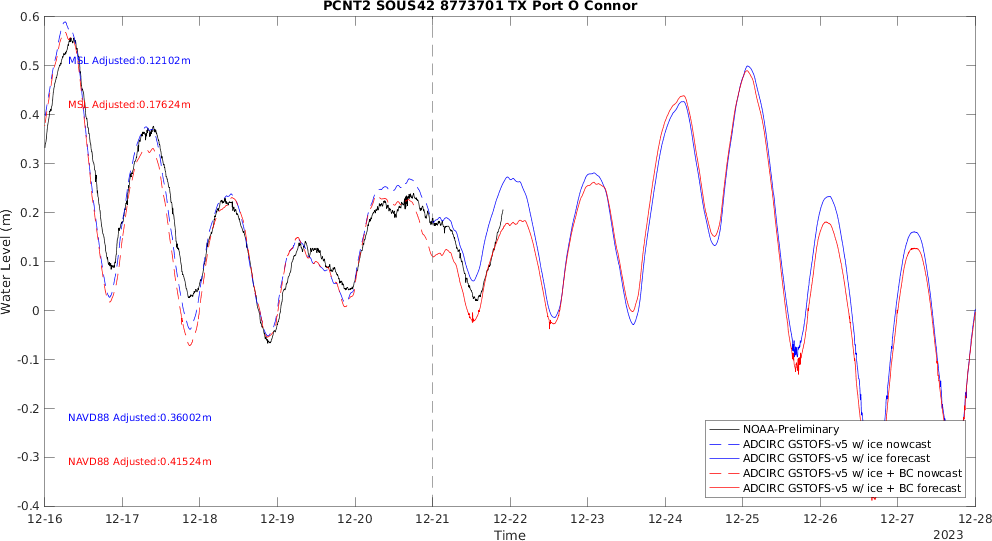 PCNT2 SOUS42 8773701 TX Port O Connor
0.6
0.5
0.4
0.3
0.2
0.1
0
-0.1
-0.2
-0.3
-0.4
Water Level (m)
MSL Adjusted:0.12102m
MSL Adjusted:0.17624m
NAVD88 Adjusted:0.36002m
NAVD88 Adjusted:0.41524m
NOAA-Preliminary
ADCIRC GSTOFS-v5 w/ ice nowcast
ADCIRC GSTOFS-v5 w/ ice forecast
ADCIRC GSTOFS-v5 w/ ice + BC nowcast
ADCIRC GSTOFS-v5 w/ ice + BC forecast
12-16 12-17 12-18 12-19 12-20 12-21 12-22 12-23 12-24 12-25 12-26 12-27 12-28
Time
2023